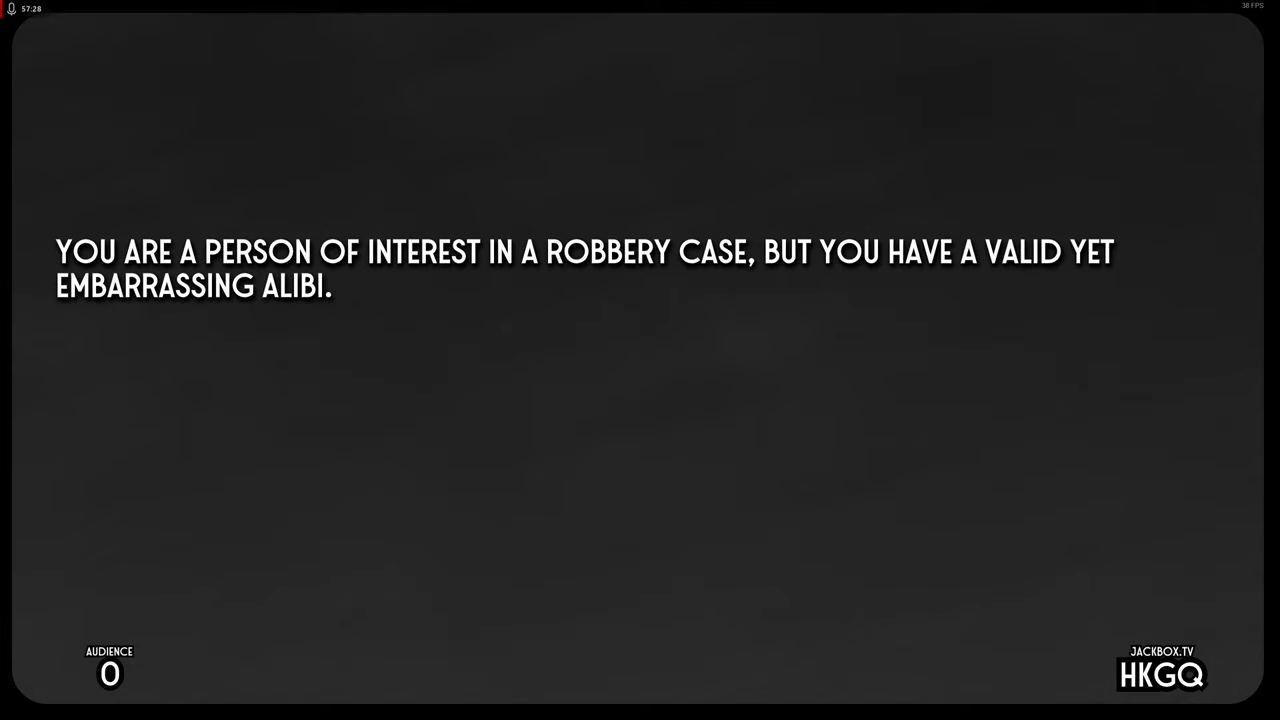 57:28
38 FPS
YOU ARE A PERSON OF INTEREST IN A ROBBERY CASE, BUT YOU HAVE A VALID YET
EMBARRASSING ALIBI.
AUDIENCE
0
JACKBOX.TV
HKGQ